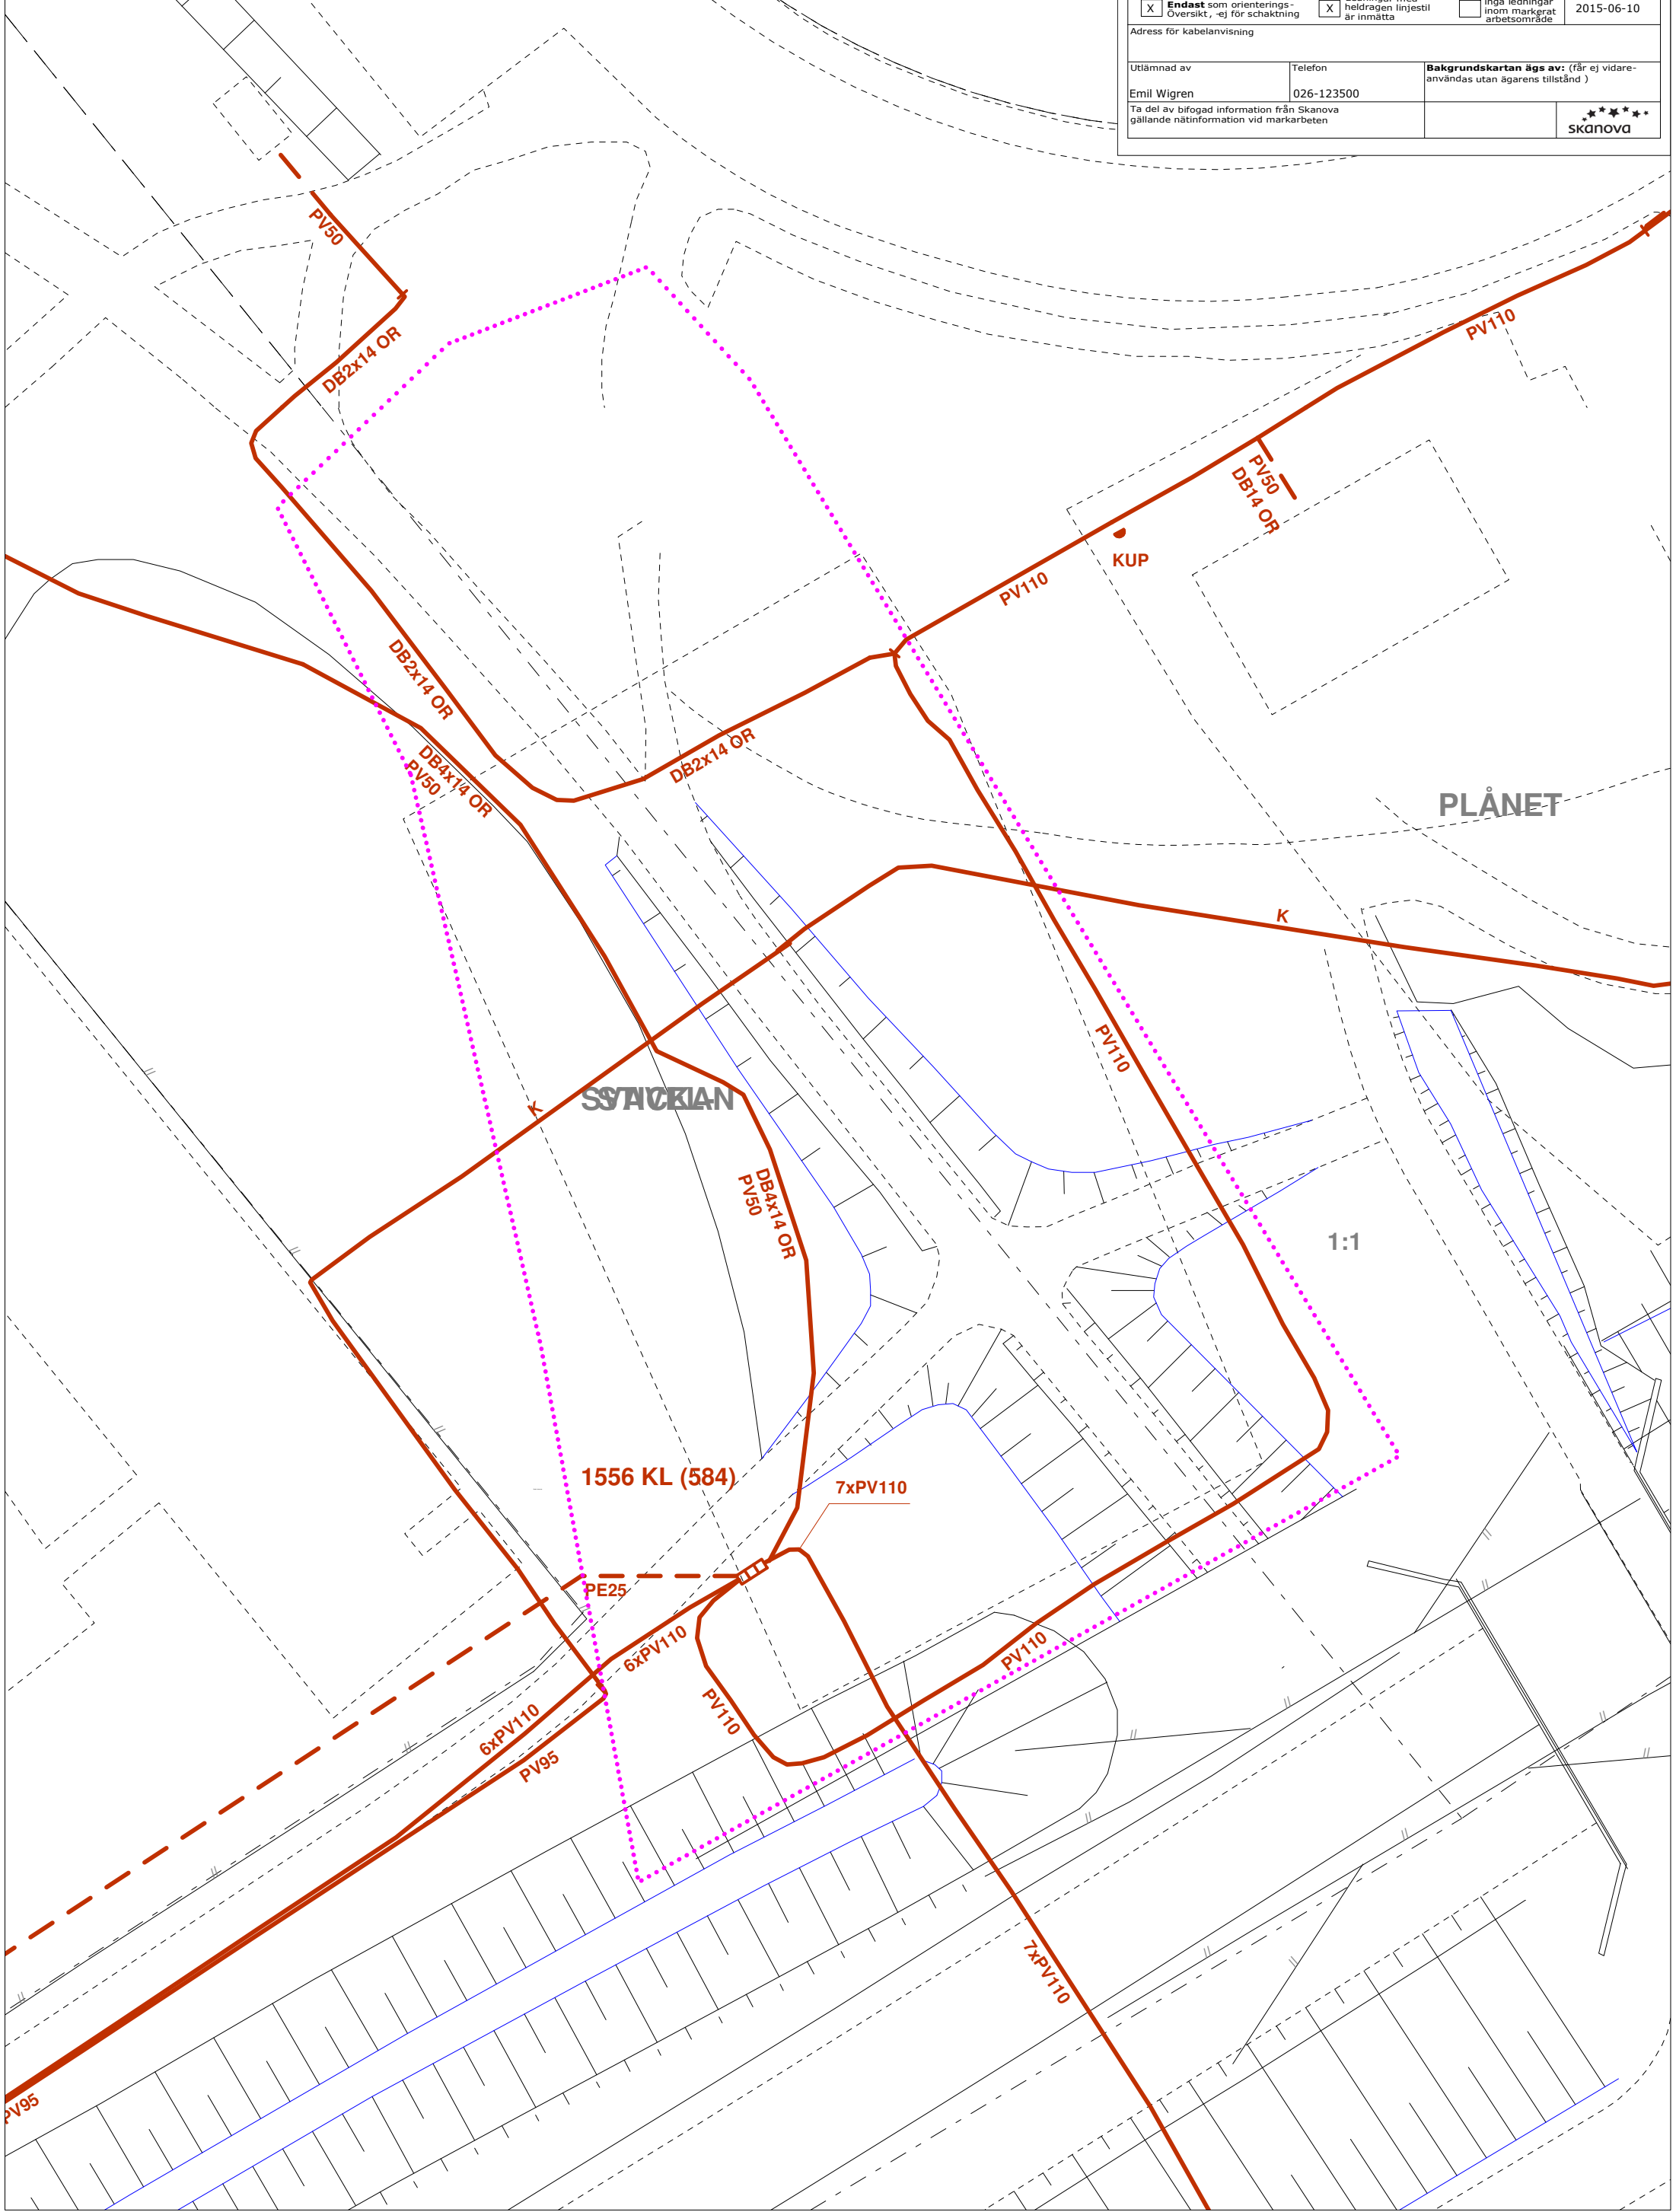 X
Endast som orienterings-
Översikt, -ej för schaktning
X
heldragen linjestil
är inmätta
inga ledningar
inom markerat
arbetsområde
2015-06-10
Adress för kabelanvisning
Utlämnad av
Emil Wigren
Telefon
026-123500
Bakgrundskartan ägs av: (får ej vidare-
användas utan ägarens tillstånd )
Ta del av bifogad information från Skanova
gällande nätinformation vid markarbeten
skanova
PV50
DB2x14 OR
PV110
PV50
DB14 OR
KUP
PV110
DB2x14 OR
DB2x14 OR
DB4x14 OR
PV50
PLÅNET
K
PV110
K
DB4x14 OR
PV50
1:1
1556 KL (584)
7xPV110
PE25
6xPV110
PV110
PV110
6xPV110
PV95
7xPV110
PV95